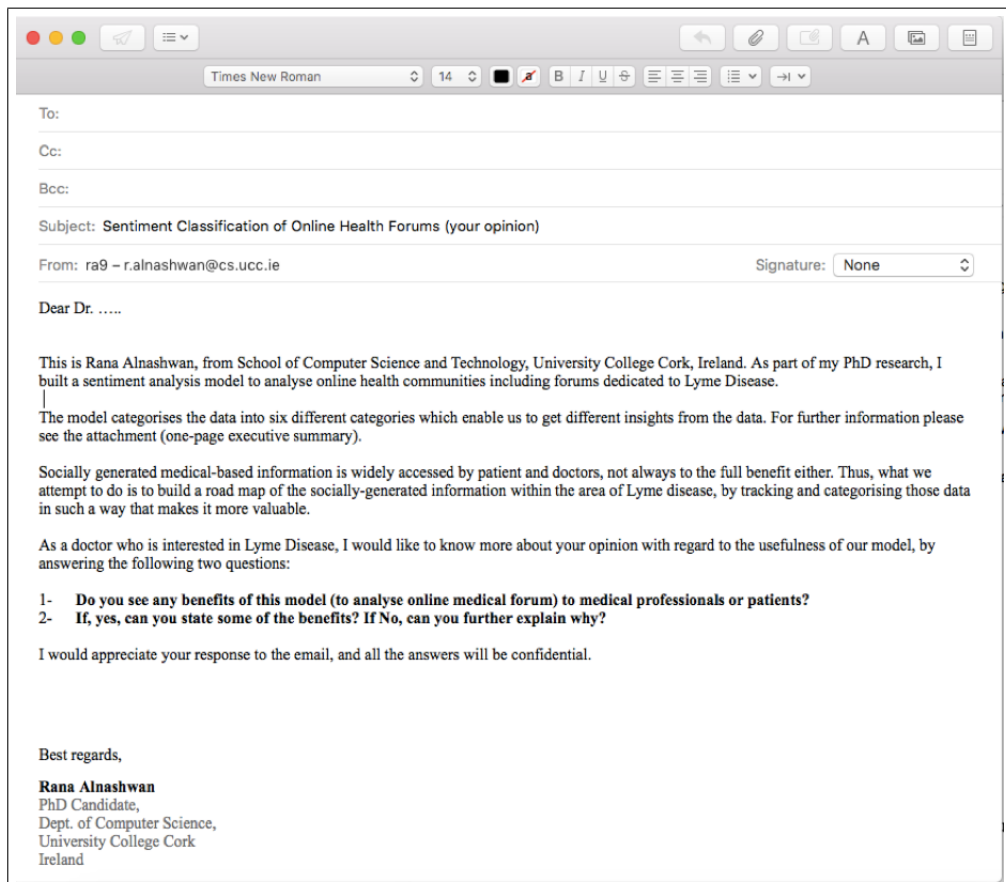 Times New Roman
14
a
B I U S
A
To:
Cc:
Bcc:
Subject: Sentiment Classification of Online Health Forums (your opinion)
From: ra9 – r.alnashwan@cs.ucc.ie
Signature: None
Dear Dr. .....
This is Rana Alnashwan, from School of Computer Science and Technology, University College Cork, Ireland. As part of my PhD research, I
built a sentiment analysis model to analyse online health communities including forums dedicated to Lyme Disease.
The model categorises the data into six different categories which enable us to get different insights from the data. For further information please
see the attachment (one-page executive summary).
Socially generated medical-based information is widely accessed by patient and doctors, not always to the full benefit either. Thus, what we
attempt to do is to build a road map of the socially-generated information within the area of Lyme disease, by tracking and categorising those data
in such a way that makes it more valuable.
As a doctor who is interested in Lyme Disease, I would like to know more about your opinion with regard to the usefulness of our model, by
answering the following two questions:
1- Do you see any benefits of this model (to analyse online medical forum) to medical professionals or patients?
2- If, yes, can you state some of the benefits? If No, can you further explain why?
I would appreciate your response to the email, and all the answers will be confidential.
Best regards,
Rana Alnashwan
PhD Candidate,
Dept. of Computer Science,
University College Cork
Ireland